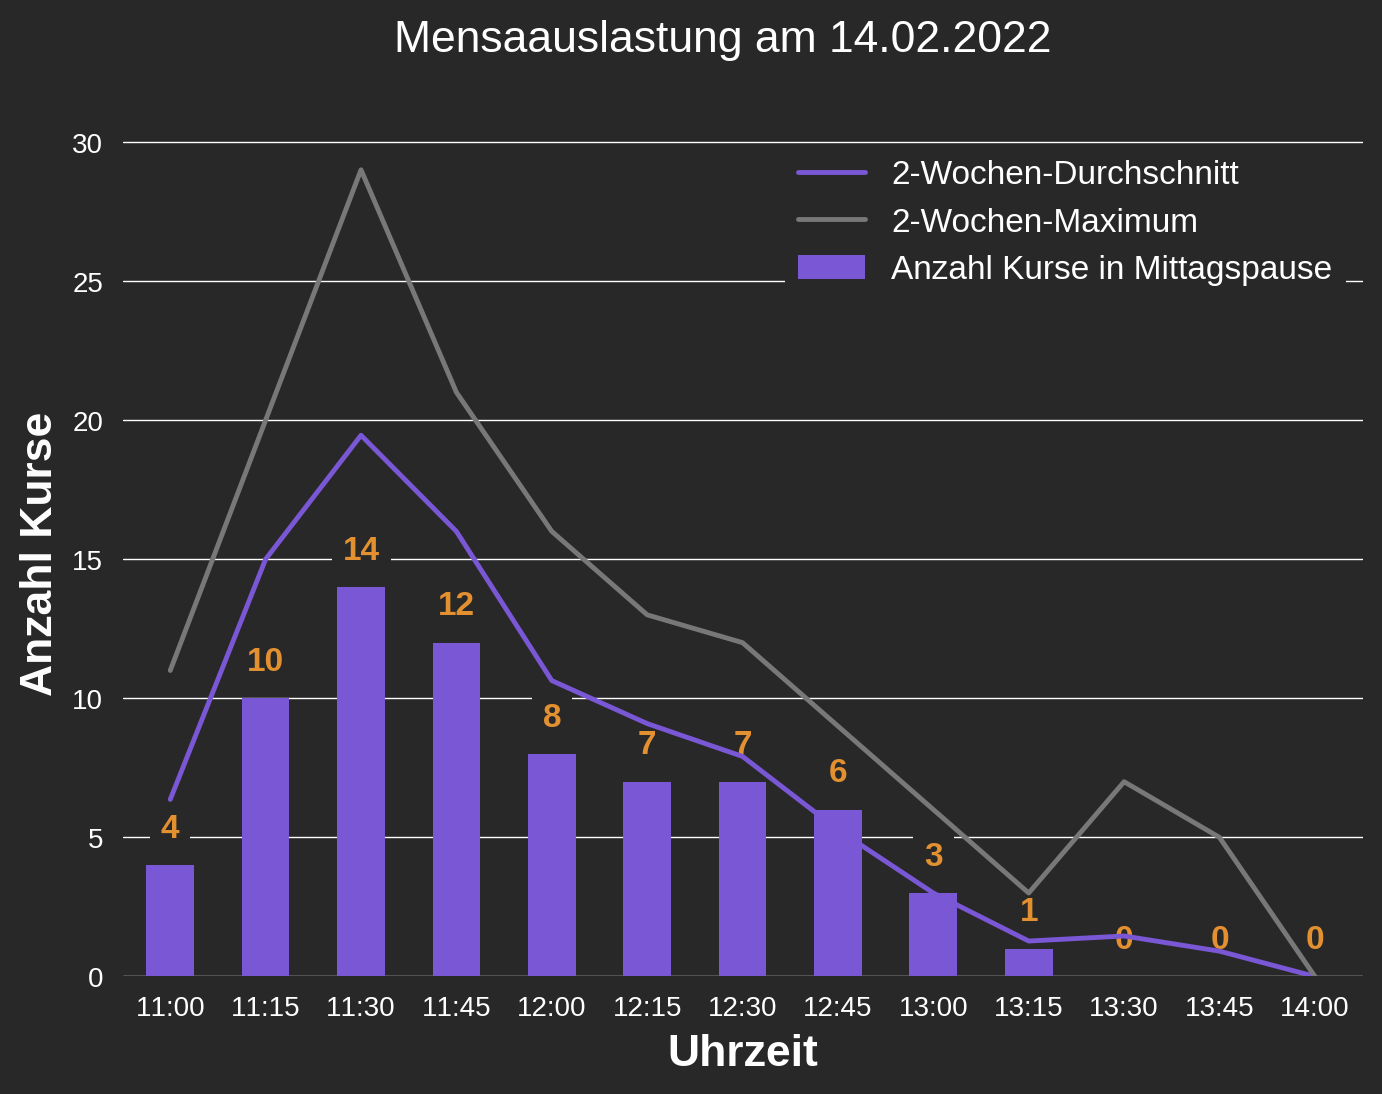 Mensaauslastung am 14.02.2022
2-Wochen-Durchschnitt
2-Wochen-Maximum
Anzahl Kurse in Mittagspause
Anzahl Kurse
30
25
20
15
10
5
0
4
10
14
12
8
7
7
6
3
1
0
0
0
11:00 11:15 11:30 11:45 12:00 12:15 12:30 12:45 13:00 13:15 13:30 13:45 14:00
Uhrzeit